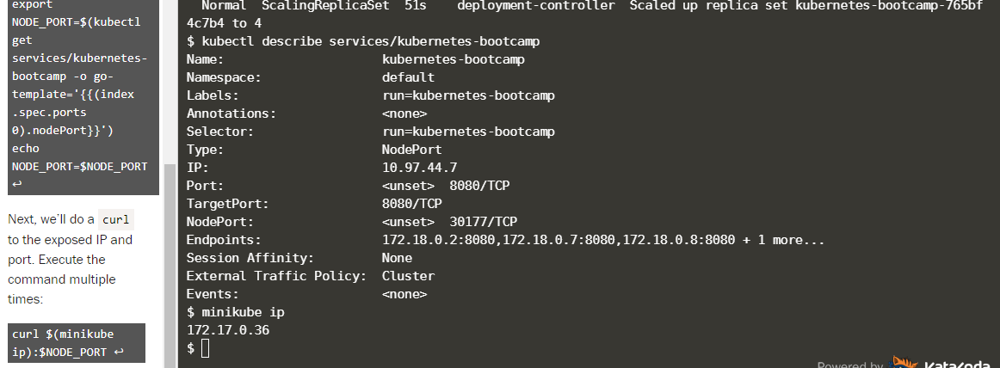 export
NODE_PORT=$(kubectl
get
services/kubernetes-
bootcamp -o go-
template='{{(index
.spec.ports
0).nodePort}}')
echo
NODE_PORT=$NODE_PORT
↩
Next, we'll do a curl
to the exposed IP and
port. Execute the
command multiple
times:
curl $(minikube
ip):$NODE_PORT ↩
Normal ScalingReplicaSet 51s deployment-controller Scaled up replica set kubernetes-bootcamp-765bf
4c7b4 to 4
$ kubectl describe services/kubernetes-bootcamp
Name: kubernetes-bootcamp
Namespace: default
Labels: run=kubernetes-bootcamp
Annotations: <none>
Selector: run=kubernetes-bootcamp
Type: NodePort
IP: 10.97.44.7
Port: <unset> 8080/TCP
TargetPort: 8080/TCP
NodePort: <unset> 30177/TCP
Endpoints: 172.18.0.2:8080,172.18.0.7:8080,172.18.0.8:8080 + 1 more...
Session Affinity: None
External Traffic Policy: Cluster
Events: <none>
$ minikube ip
172.17.0.36
$
Powered by Katakoda